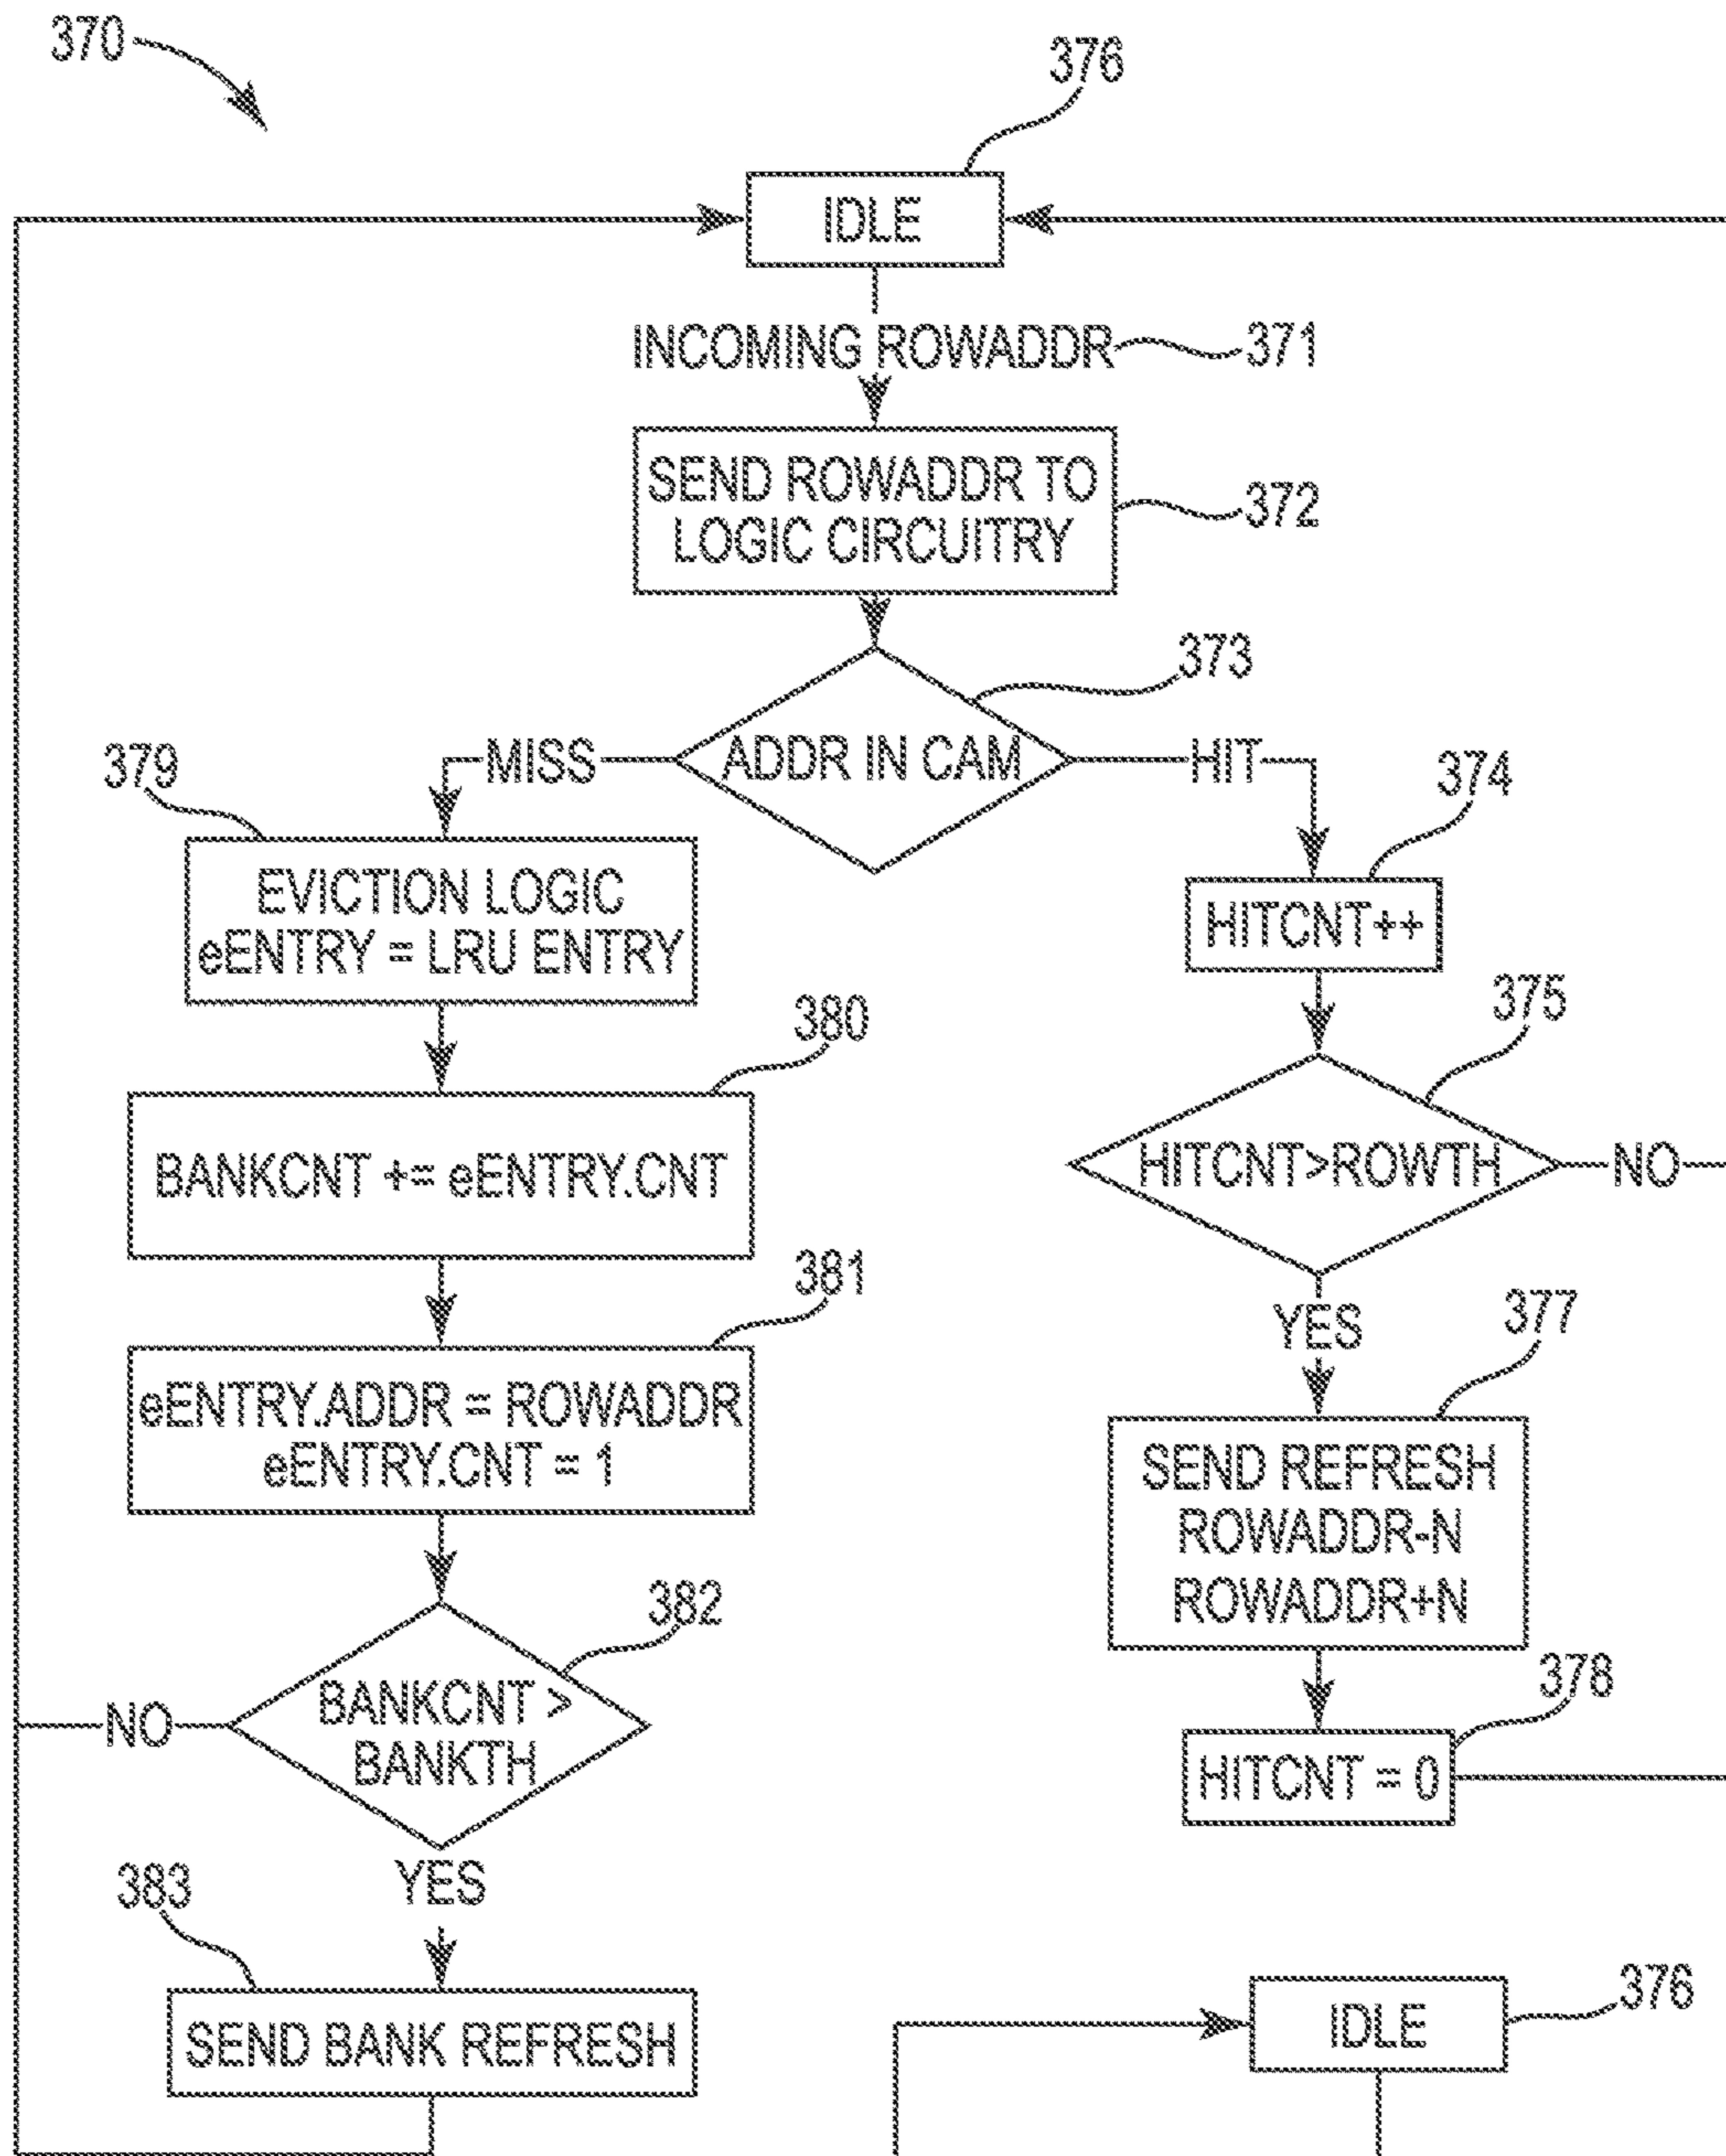 370
376
IDLE
INCOMING ROWADDR
371
SEND ROWADDR TO
LOGIC CIRCUITRY
372
373
ADDR IN CAM
MISS
HIT
379
EVICTION LOGIC
eENTRY = LRU ENTRY
374
HITCNT++
380
BANKCNT += eENTRY.CNT
375
HITCNT>ROWTH
NO
YES
381
eENTRY.ADDR = ROWADDR
eENTRY.CNT = 1
377
SEND REFRESH
ROWADDR-N
ROWADDR+N
382
BANKCNT >
BANKTH
NO
YES
378
HITCNT = 0
383
SEND BANK REFRESH
376
IDLE